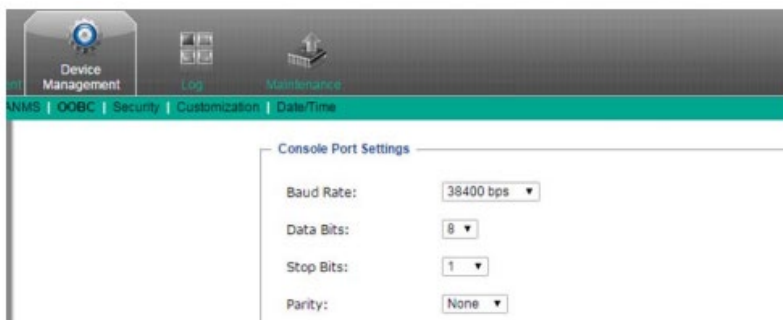 Device
Management
Log
Maintenance
ANMS | OOBC | Security | Customization | Date/Time
Console Port Settings
Baud Rate: 38400 bps
Data Bits: 8
Stop Bits: 1
Parity: None